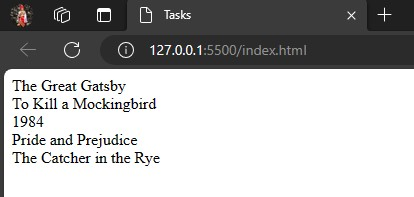 Tasks
127.0.0.1:5500/index.html
The Great Gatsby
To Kill a Mockingbird
1984
Pride and Prejudice
The Catcher in the Rye